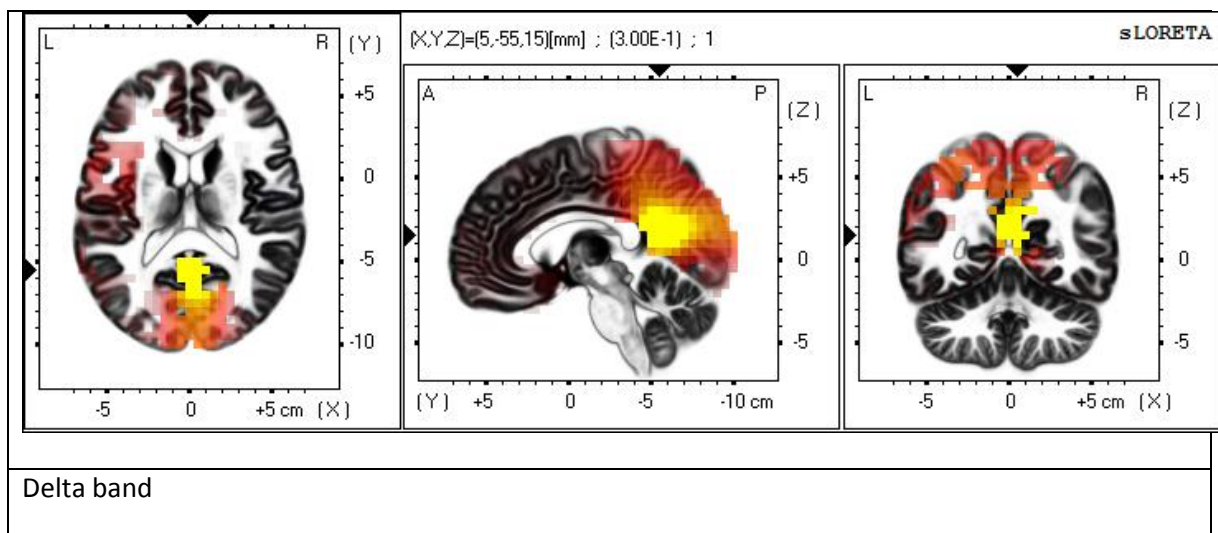 (X,Y,Z)=(5,-55,15)[mm] ; (3.00E-1) ; 1
sLORETA
L R (Y)
+5
0
-5
-10
-5 0 +5 cm (X)
A P (Z)
+5
0
-5
(Y) +5 0 -5 -10 cm
L R (Z)
+5
0
-5
-5 0 +5 cm (X)
Delta band